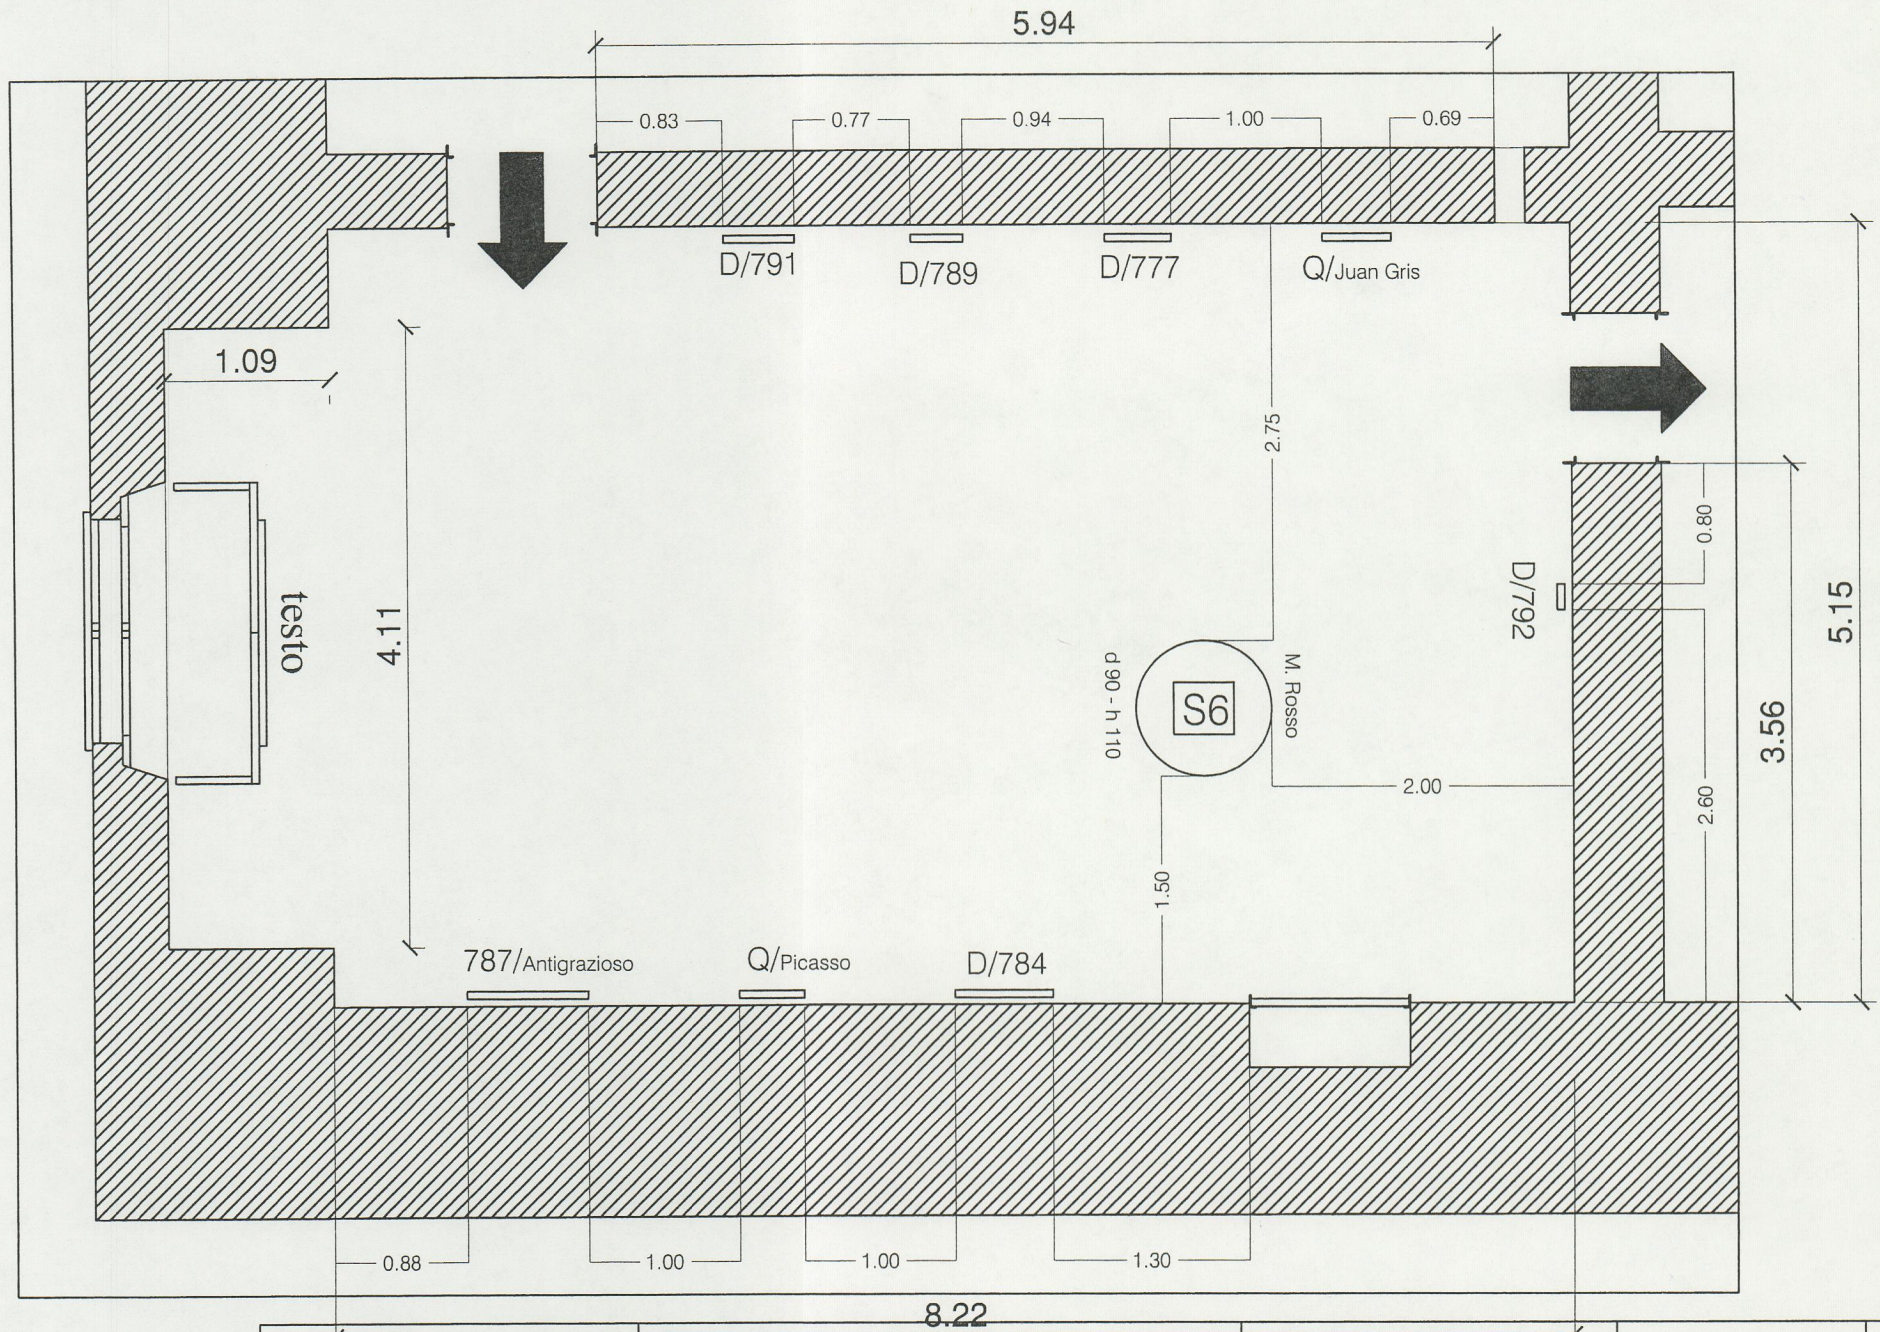 5.94
0.83
0.77
0.94
1.00
0.69
D/791
D/789
D/777
Q/Juan Gris
1.09
2.75
0.80
D/792
testo
4.11
5.15
M. Rosso
S6
d 90 - h 110
3.56
2.00
2.60
1.50
787/Antigrazioso
Q/Picasso
D/784
0.88
1.00
1.00
1.30
8.22